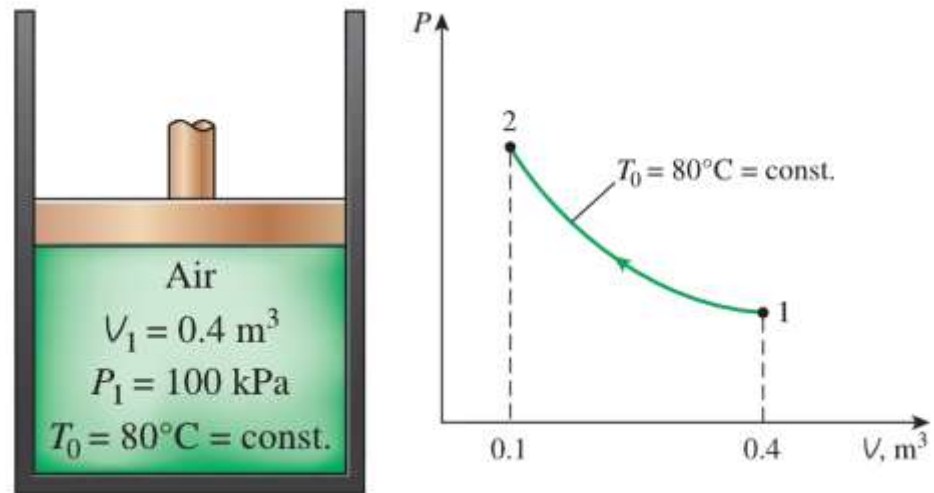 Air
V₁ = 0.4 m³
P₁ = 100 kPa
T₀ = 80°C = const.
P
2
T₀ = 80°C = const.
1
0.1
0.4
V, m³